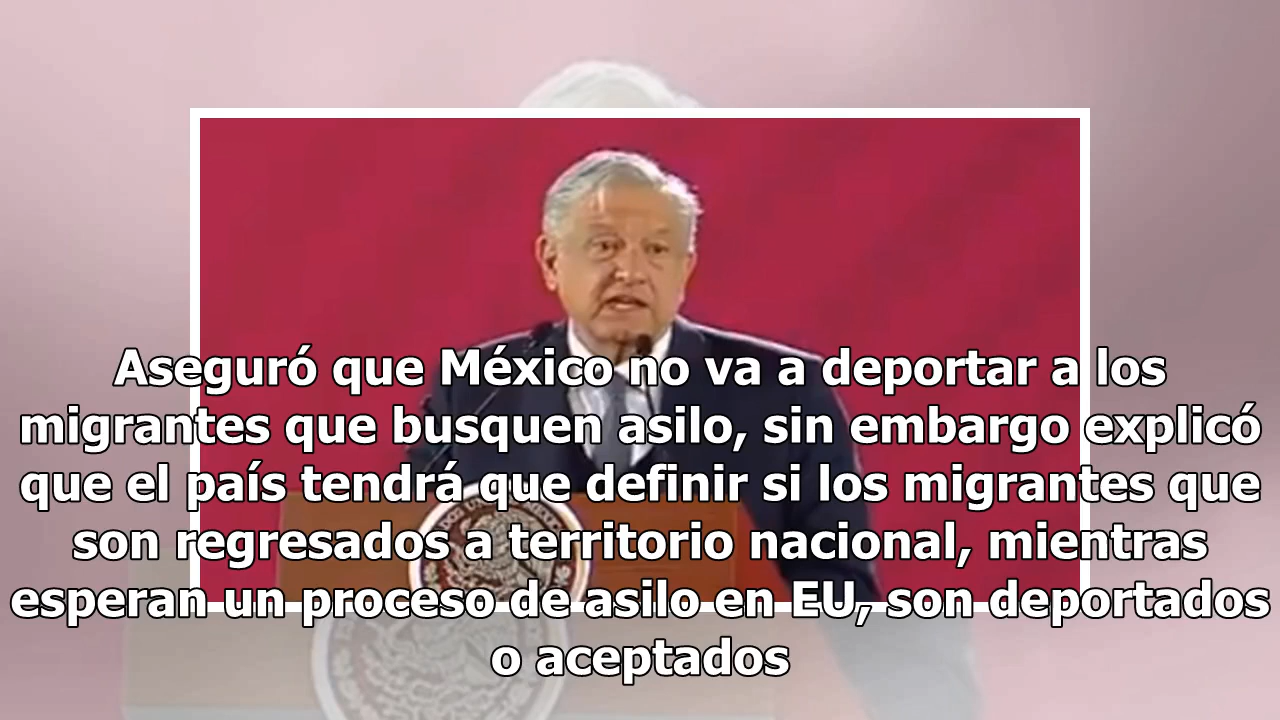 Aseguró que México no va a deportar a los
migrantes que busquen asilo, sin embargo explicó
que el país tendrá que definir si los migrantes que
son regresados a territorio nacional, mientras
esperan un proceso de asilo en EU, son deportados
o aceptados